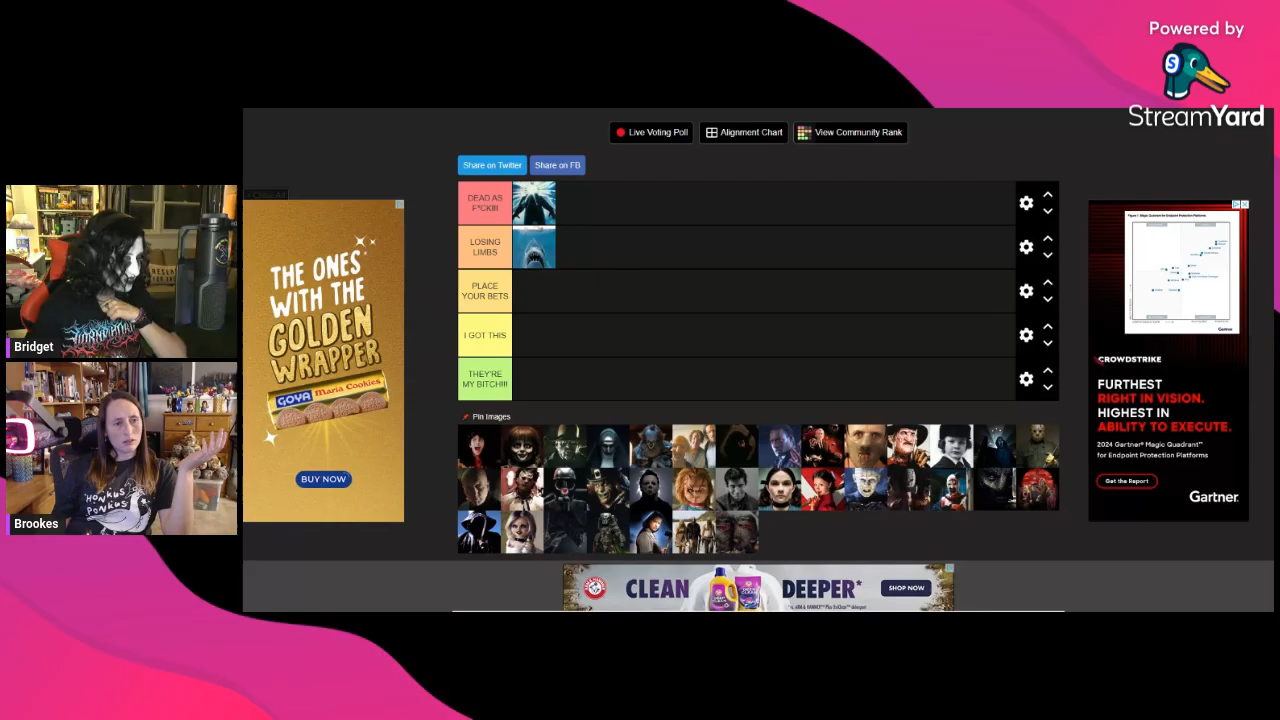 Powered by
StreamYard
Live Voting Poll
Alignment Chart
View Community Rank
Share on Twitter
Share on FB
DEAD AS
F*CK!!!
LOSING
LIMBS
PLACE
YOUR BETS
I GOT THIS
THEY'RE
MY BITCH!!!
Pin Images
Bridget
HONKUS
PONKUS
Brookes
THE ONES*
WITH THE
GOLDEN
WRAPPER
GOYA Maria Cookies
BUY NOW
CROWDSTRIKE
FURTHEST
RIGHT IN VISION.
HIGHEST IN
ABILITY TO EXECUTE.
2024 Gartner® Magic Quadrant™
for Endpoint Protection Platforms
Get the Report
Gartner
CLEAN
DEEPER*
SHOP NOW